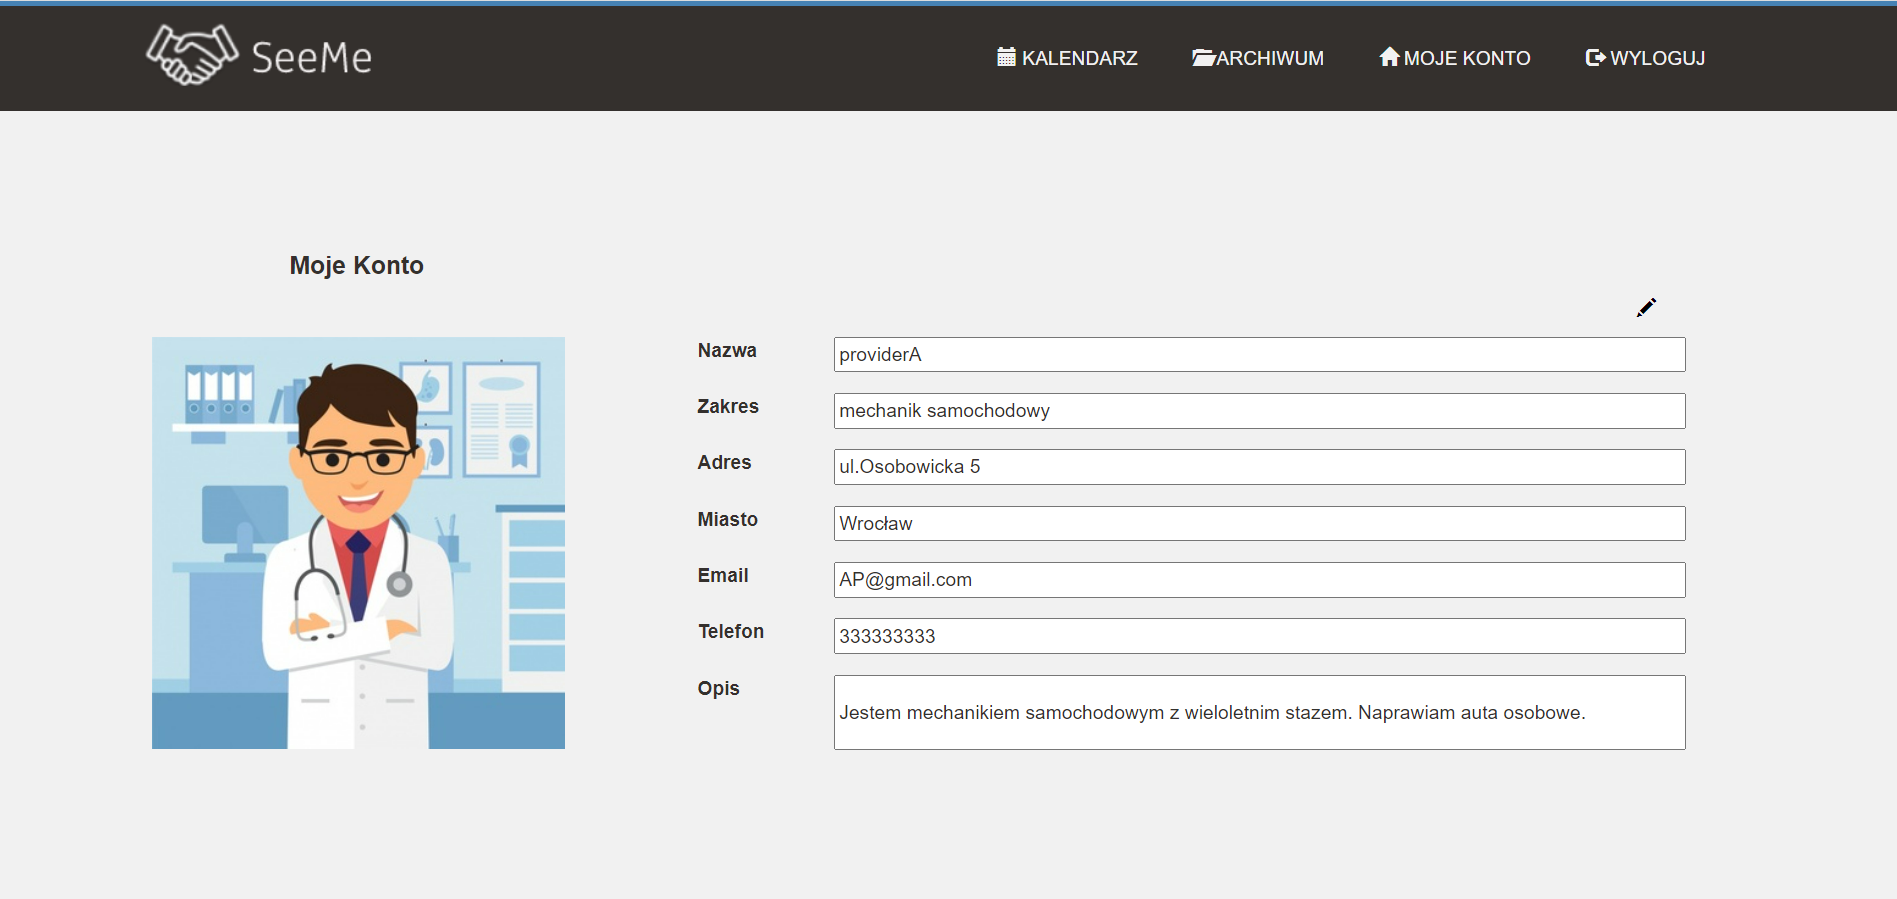 SeeMe
KALENDARZ
ARCHIWUM
MOJE KONTO
WYLOGUJ
Moje Konto
Nazwa
providerA
Zakres
mechanik samochodowy
Adres
ul.Osobowicka 5
Miasto
Wrocław
Email
AP@gmail.com
Telefon
333333333
Opis
Jestem mechanikiem samochodowym z wieloletnim stazem. Naprawiam auta osobowe.